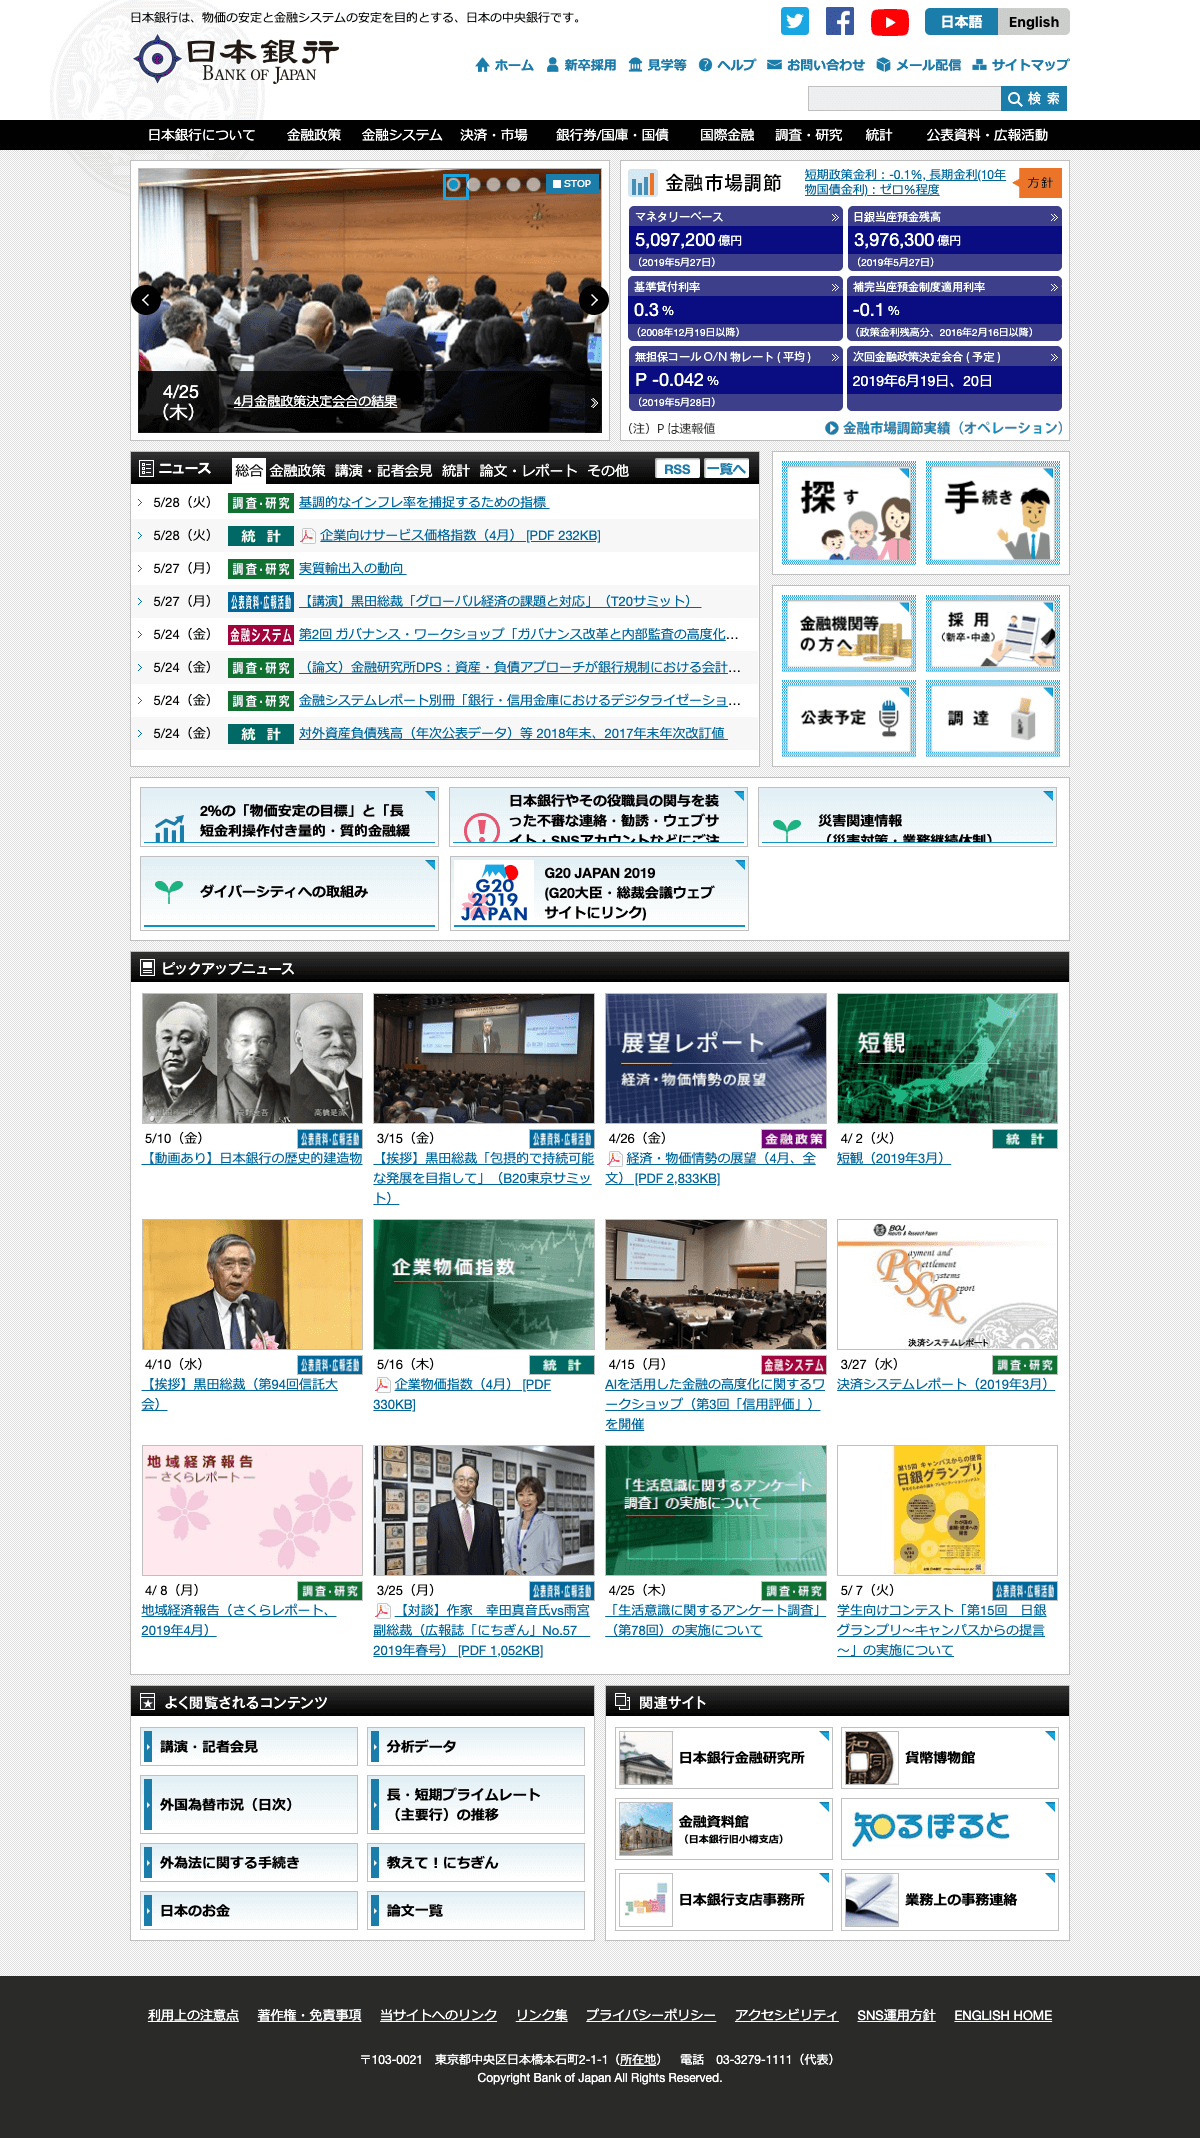 日本銀行は、物価の安定と金融システムの安定を目的とする、日本の中央銀行です。
日本語 English
日本銀行
BANK OF JAPAN
ホーム 新卒採用 見学等 ヘルプ お問い合わせ メール配信 サイトマップ
検索
日本銀行について 金融政策 金融システム 決済・市場 銀行券/国庫・国債 国際金融 調査・研究 統計 公表資料・広報活動
STOP
4/25
（木）
4月金融政策決定会合の結果
金融市場調節
短期政策金利：-0.1%, 長期金利(10年
物国債金利)：ゼロ%程度
方針
マネタリーベース
5,097,200 億円
（2019年5月27日）
日銀当座預金残高
3,976,300 億円
（2019年5月27日）
基準貸付利率
0.3 %
（2008年12月19日以降）
補完当座預金制度適用利率
-0.1 %
（政策金利残高分、2016年2月16日以降）
無担保コール O/N 物レート ( 平均 )
P -0.042 %
（2019年5月28日）
次回金融政策決定会合 ( 予定 )
2019年6月19日、20日
（注）P は速報値
金融市場調節実績（オペレーション）
ニュース 総合 金融政策 講演・記者会見 統計 論文・レポート その他 RSS 一覧へ
5/28（火） 調査・研究 基調的なインフレ率を捕捉するための指標
5/28（火） 統計 企業向けサービス価格指数（4月） [PDF 232KB]
5/27（月） 調査・研究 実質輸出入の動向
5/27（月） 公表資料・広報活動 【講演】黒田総裁「グローバル経済の課題と対応」（T20サミット）
5/24（金） 金融システム 第2回 ガバナンス・ワークショップ「ガバナンス改革と内部監査の高度化…
5/24（金） 調査・研究 （論文）金融研究所DPS：資産・負債アプローチが銀行規制における会計…
5/24（金） 調査・研究 金融システムレポート別冊「銀行・信用金庫におけるデジタライゼーショ…
5/24（金） 統計 対外資産負債残高（年次公表データ）等 2018年末、2017年末年次改訂値
探す
手続き
金融機関等
の方へ
採用
（新卒・中途）
公表予定
調達
2%の「物価安定の目標」と「長
短金利操作付き量的・質的金融緩
日本銀行やその役職員の関与を装
った不審な連絡・勧誘・ウェブサ
イト・SNSアカウントなどにご注
災害関連情報
（災害対策・業務継続体制）
ダイバーシティへの取組み
G20
2019
JAPAN
G20 JAPAN 2019
(G20大臣・総裁会議ウェブ
サイトにリンク)
ピックアップニュース
高橋是清
5/10（金） 公表資料・広報活動
【動画あり】日本銀行の歴史的建造物
3/15（金） 公表資料・広報活動
【挨拶】黒田総裁「包摂的で持続可能
な発展を目指して」（B20東京サミッ
ト）
展望レポート
経済・物価情勢の展望
4/26（金） 金融政策
経済・物価情勢の展望（4月、全
文） [PDF 2,833KB]
短観
4/ 2（火） 統計
短観（2019年3月）
4/10（水） 公表資料・広報活動
【挨拶】黒田総裁（第94回信託大
会）
企業物価指数
5/16（木） 統計
企業物価指数（4月） [PDF
330KB]
4/15（月） 金融システム
AIを活用した金融の高度化に関するワ
ークショップ（第3回「信用評価」）
を開催
BOJ
Reports & Research Papers
Payment and
Settlement
Systems
Report
決済システムレポート
3/27（水） 調査・研究
決済システムレポート（2019年3月）
地域経済報告
― さくらレポート ―
4/ 8（月） 調査・研究
地域経済報告（さくらレポート、
2019年4月）
3/25（月） 公表資料・広報活動
【対談】作家　幸田真音氏vs雨宮
副総裁（広報誌「にちぎん」No.57
2019年春号） [PDF 1,052KB]
「生活意識に関するアンケート
調査」の実施について
4/25（木） 調査・研究
「生活意識に関するアンケート調査」
（第78回）の実施について
第15回 キャンパスからの提言
日銀グランプリ
5/ 7（火） 公表資料・広報活動
学生向けコンテスト「第15回　日銀
グランプリ～キャンパスからの提言
～」の実施について
よく閲覧されるコンテンツ
講演・記者会見
分析データ
外国為替市況（日次）
長・短期プライムレート
（主要行）の推移
外為法に関する手続き
教えて！にちぎん
日本のお金
論文一覧
関連サイト
日本銀行金融研究所
貨幣博物館
金融資料館
（日本銀行旧小樽支店）
知るぽると
日本銀行支店事務所
業務上の事務連絡
利用上の注意点 著作権・免責事項 当サイトへのリンク リンク集 プライバシーポリシー アクセシビリティ SNS運用方針 ENGLISH HOME
〒103-0021　東京都中央区日本橋本石町2-1-1（所在地）　電話　03-3279-1111（代表）
Copyright Bank of Japan All Rights Reserved.